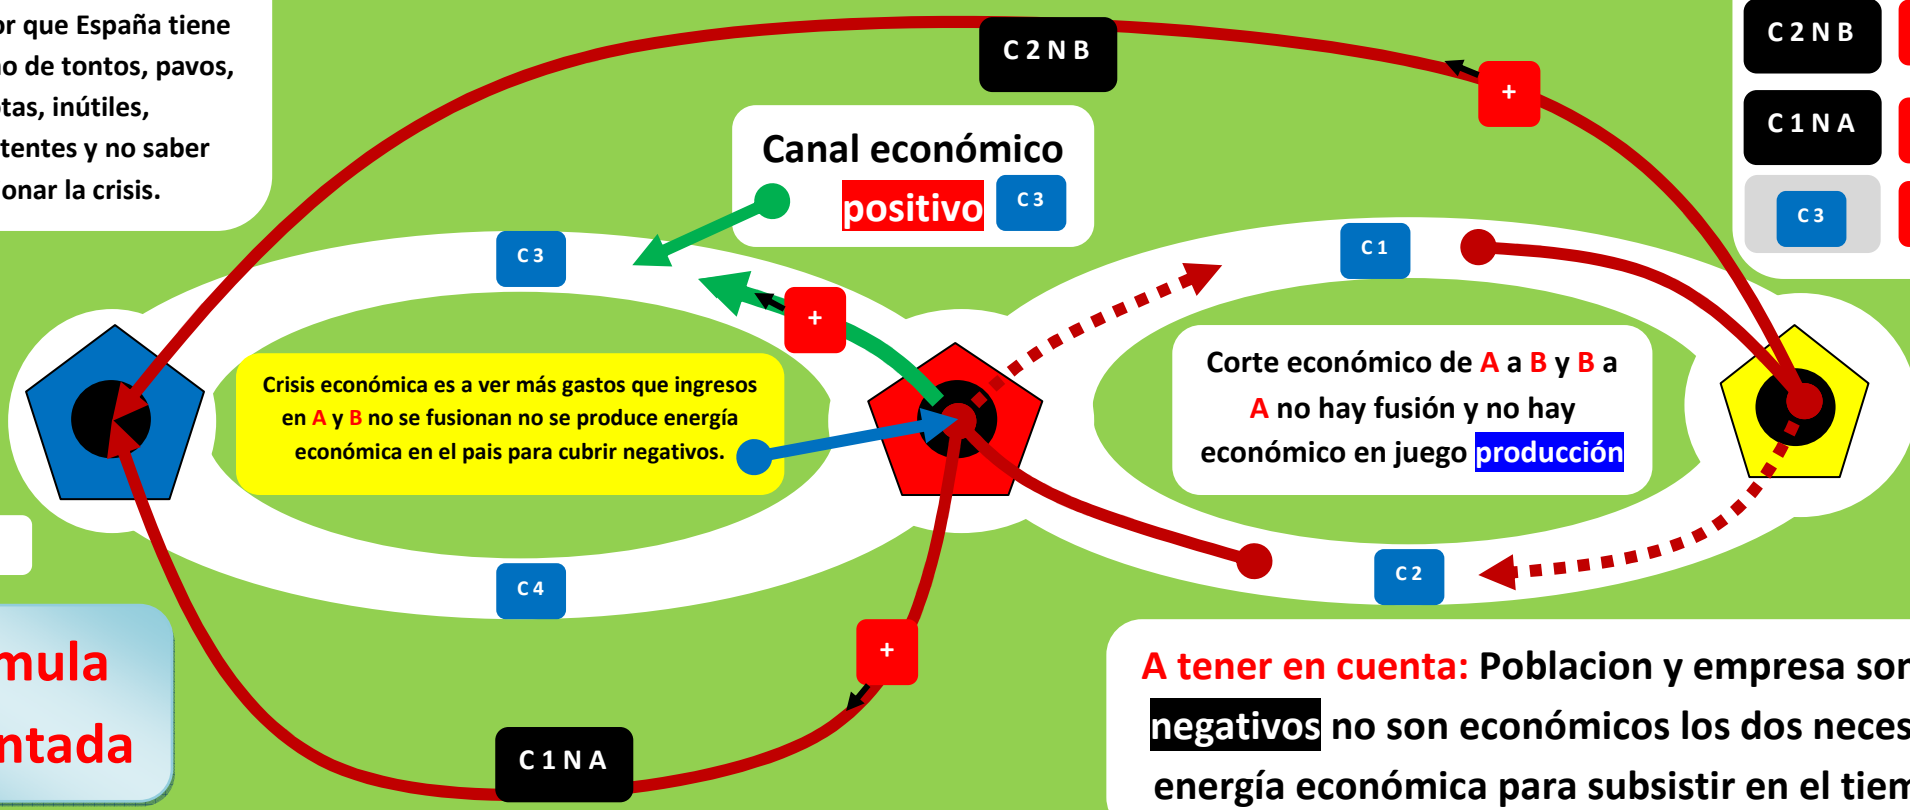 or que España tiene
o de tontos, pavos,
tas, inútiles,
tentes y no saber
onar la crisis.
C 2 N B
+
C 2 N B
C 1 N A
C 3
Canal económico
positivo C 3
C 3
C 1
+
Crisis económica es a ver más gastos que ingresos
en A y B no se fusionan no se produce energía
económica en el pais para cubrir negativos.
Corte económico de A a B y B a
A no hay fusión y no hay
económico en juego producción
C 4
C 2
+
C 1 N A
mula
ntada
A tener en cuenta: Poblacion y empresa son
negativos no son económicos los dos neces
energía económica para subsistir en el tiem